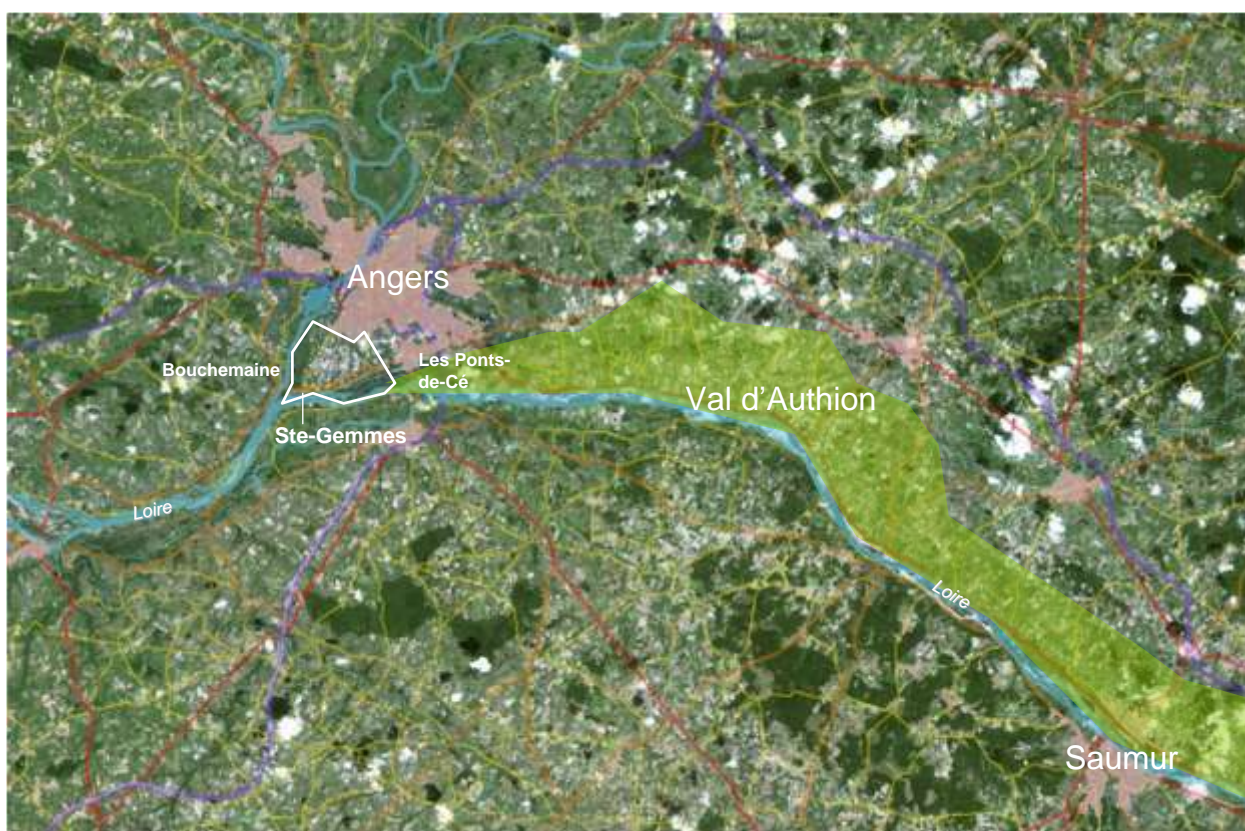 Angers
Bouchemaine
Les Ponts-
de-Cé
Val d’Authion
Ste-Gemmes
Loire
Loire
Saumur